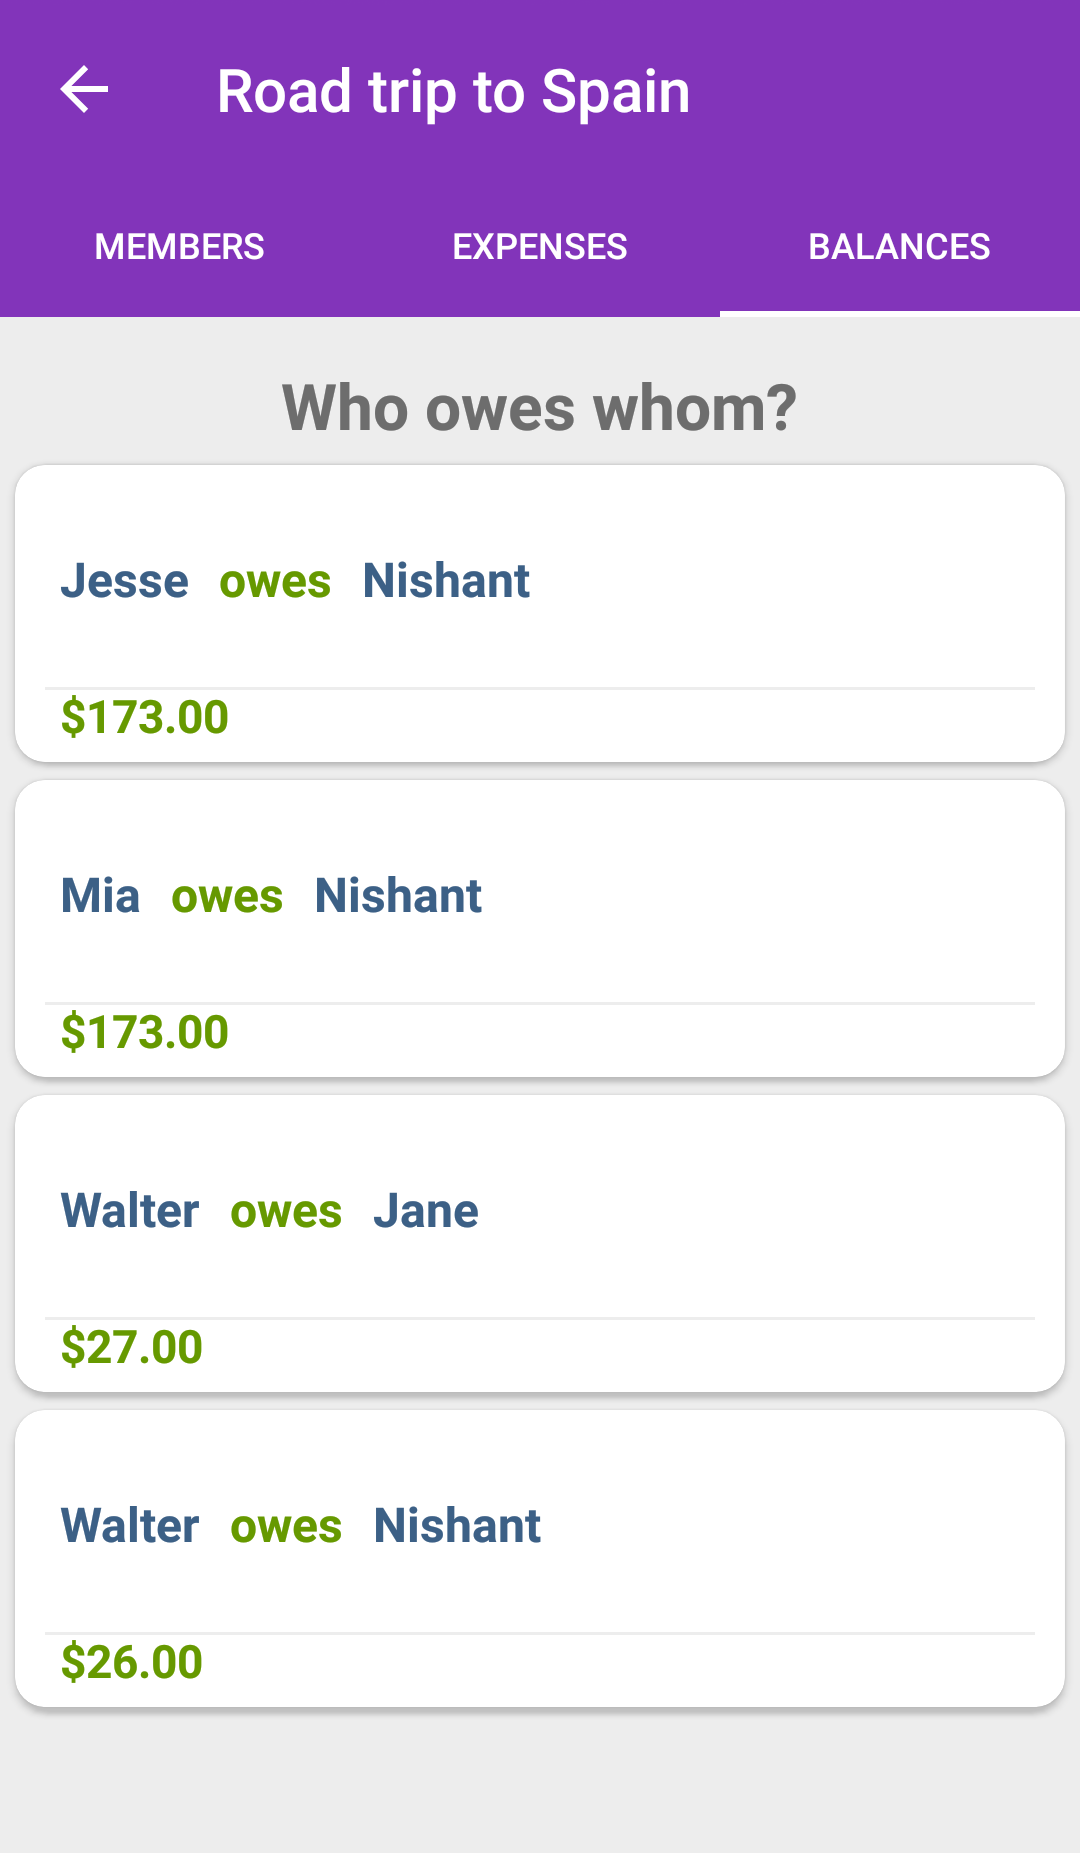 Road trip to Spain
MEMBERS EXPENSES BALANCES
Who owes whom?
Jesse owes Nishant
$173.00
Mia owes Nishant
$173.00
Walter owes Jane
$27.00
Walter owes Nishant
$26.00